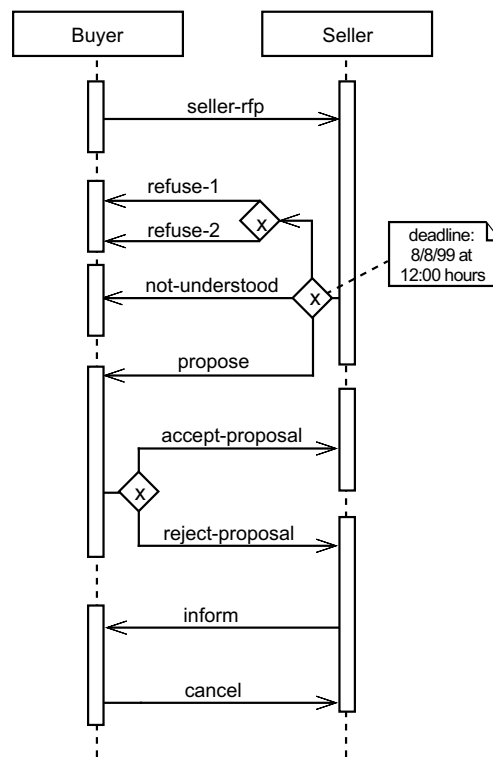 Buyer
Seller
seller-rfp
refuse-1
x
refuse-2
deadline:
8/8/99 at
12:00 hours
not-understood
x
propose
accept-proposal
x
reject-proposal
inform
cancel